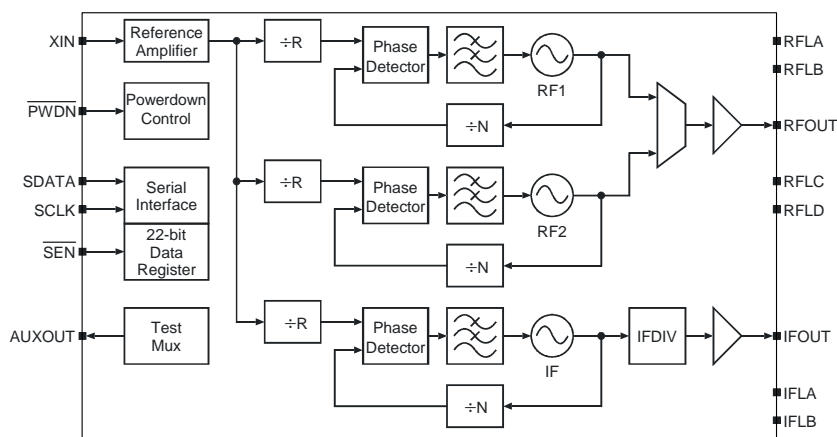 XIN
Reference
Amplifier
÷R
Phase
Detector
RF1
÷N
RFLA
RFLB
PWDN
Powerdown
Control
RFOUT
SDATA
SCLK
Serial
Interface
÷R
Phase
Detector
RF2
÷N
RFLC
RFLD
SEN
22-bit
Data
Register
AUXOUT
Test
Mux
÷R
Phase
Detector
IF
÷N
IFDIV
IFOUT
IFLA
IFLB